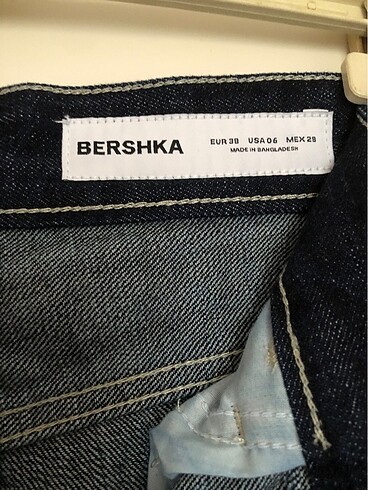 BERSHKA
EUR 38 USA 06 MEX 28
MADE IN BANGLADESH